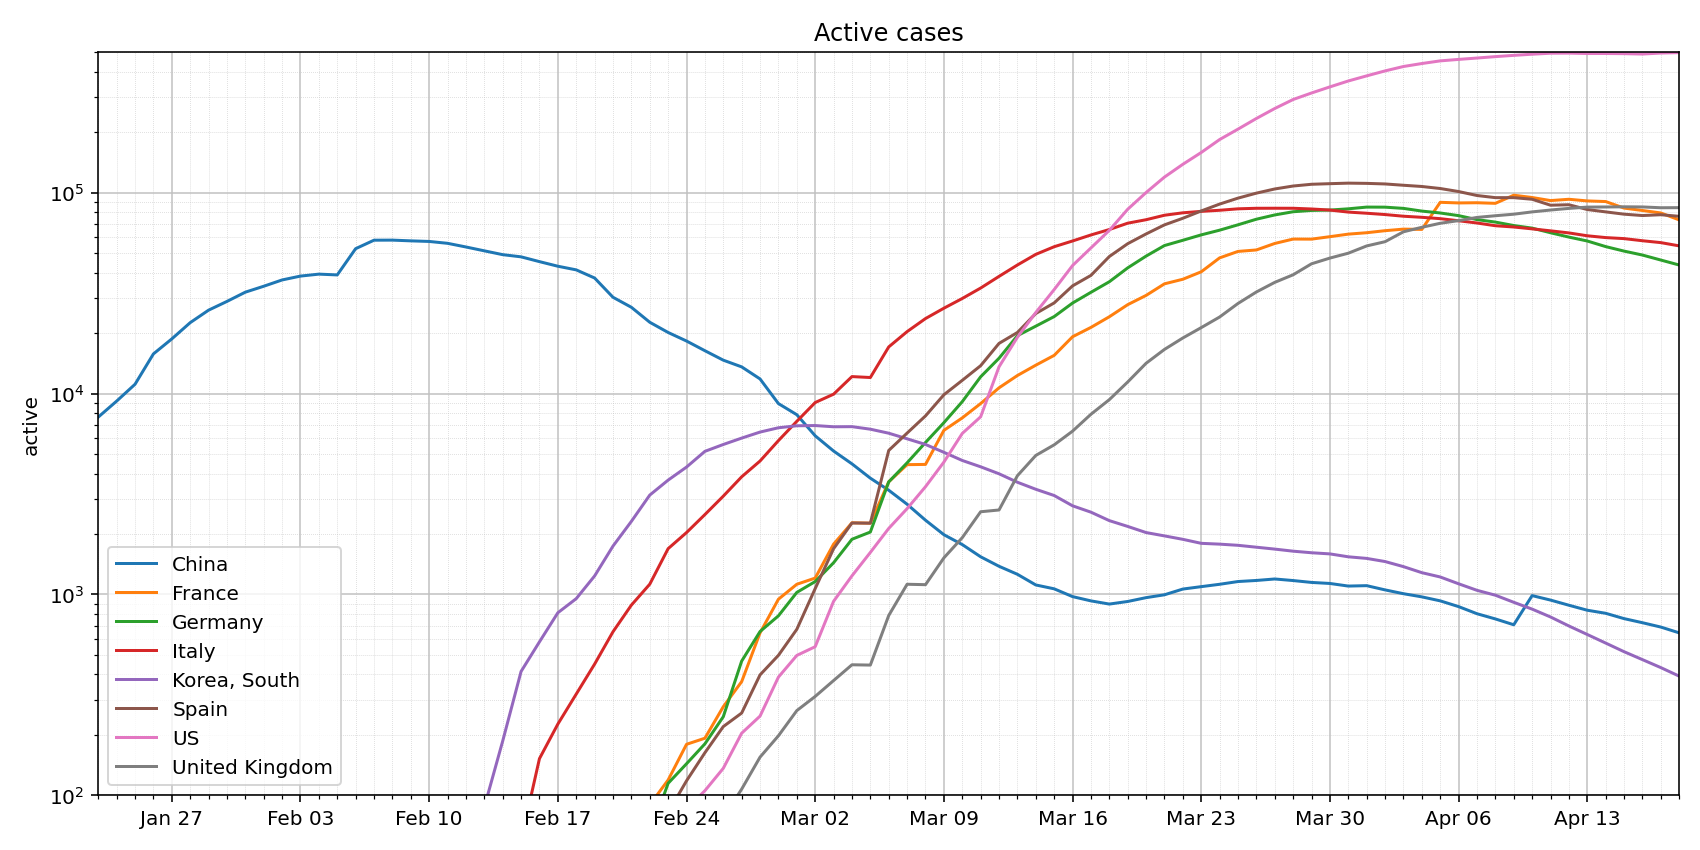 Active cases
active
10^5
10^4
10^3
10^2
China
France
Germany
Italy
Korea, South
Spain
US
United Kingdom
Jan 27 Feb 03 Feb 10 Feb 17 Feb 24 Mar 02 Mar 09 Mar 16 Mar 23 Mar 30 Apr 06 Apr 13